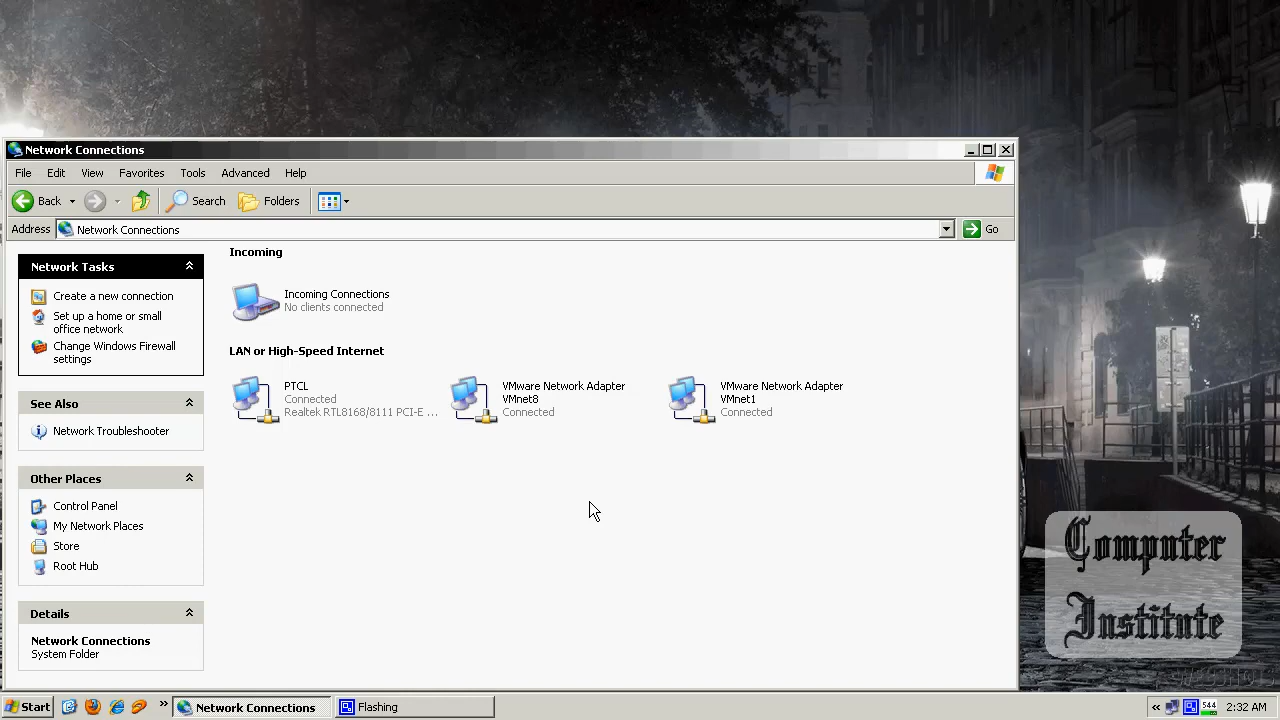 Network Connections
File Edit View Favorites Tools Advanced Help
Back Search Folders
Address Network Connections Go
Network Tasks
Create a new connection
Set up a home or small
office network
Change Windows Firewall
settings
See Also
Network Troubleshooter
Other Places
Control Panel
My Network Places
Store
Root Hub
Details
Network Connections
System Folder
Incoming
Incoming Connections
No clients connected
LAN or High-Speed Internet
PTCL
Connected
Realtek RTL8168/8111 PCI-E ...
VMware Network Adapter
VMnet8
Connected
VMware Network Adapter
VMnet1
Connected
Computer
Institute
Start Network Connections Flashing 544 2:32 AM